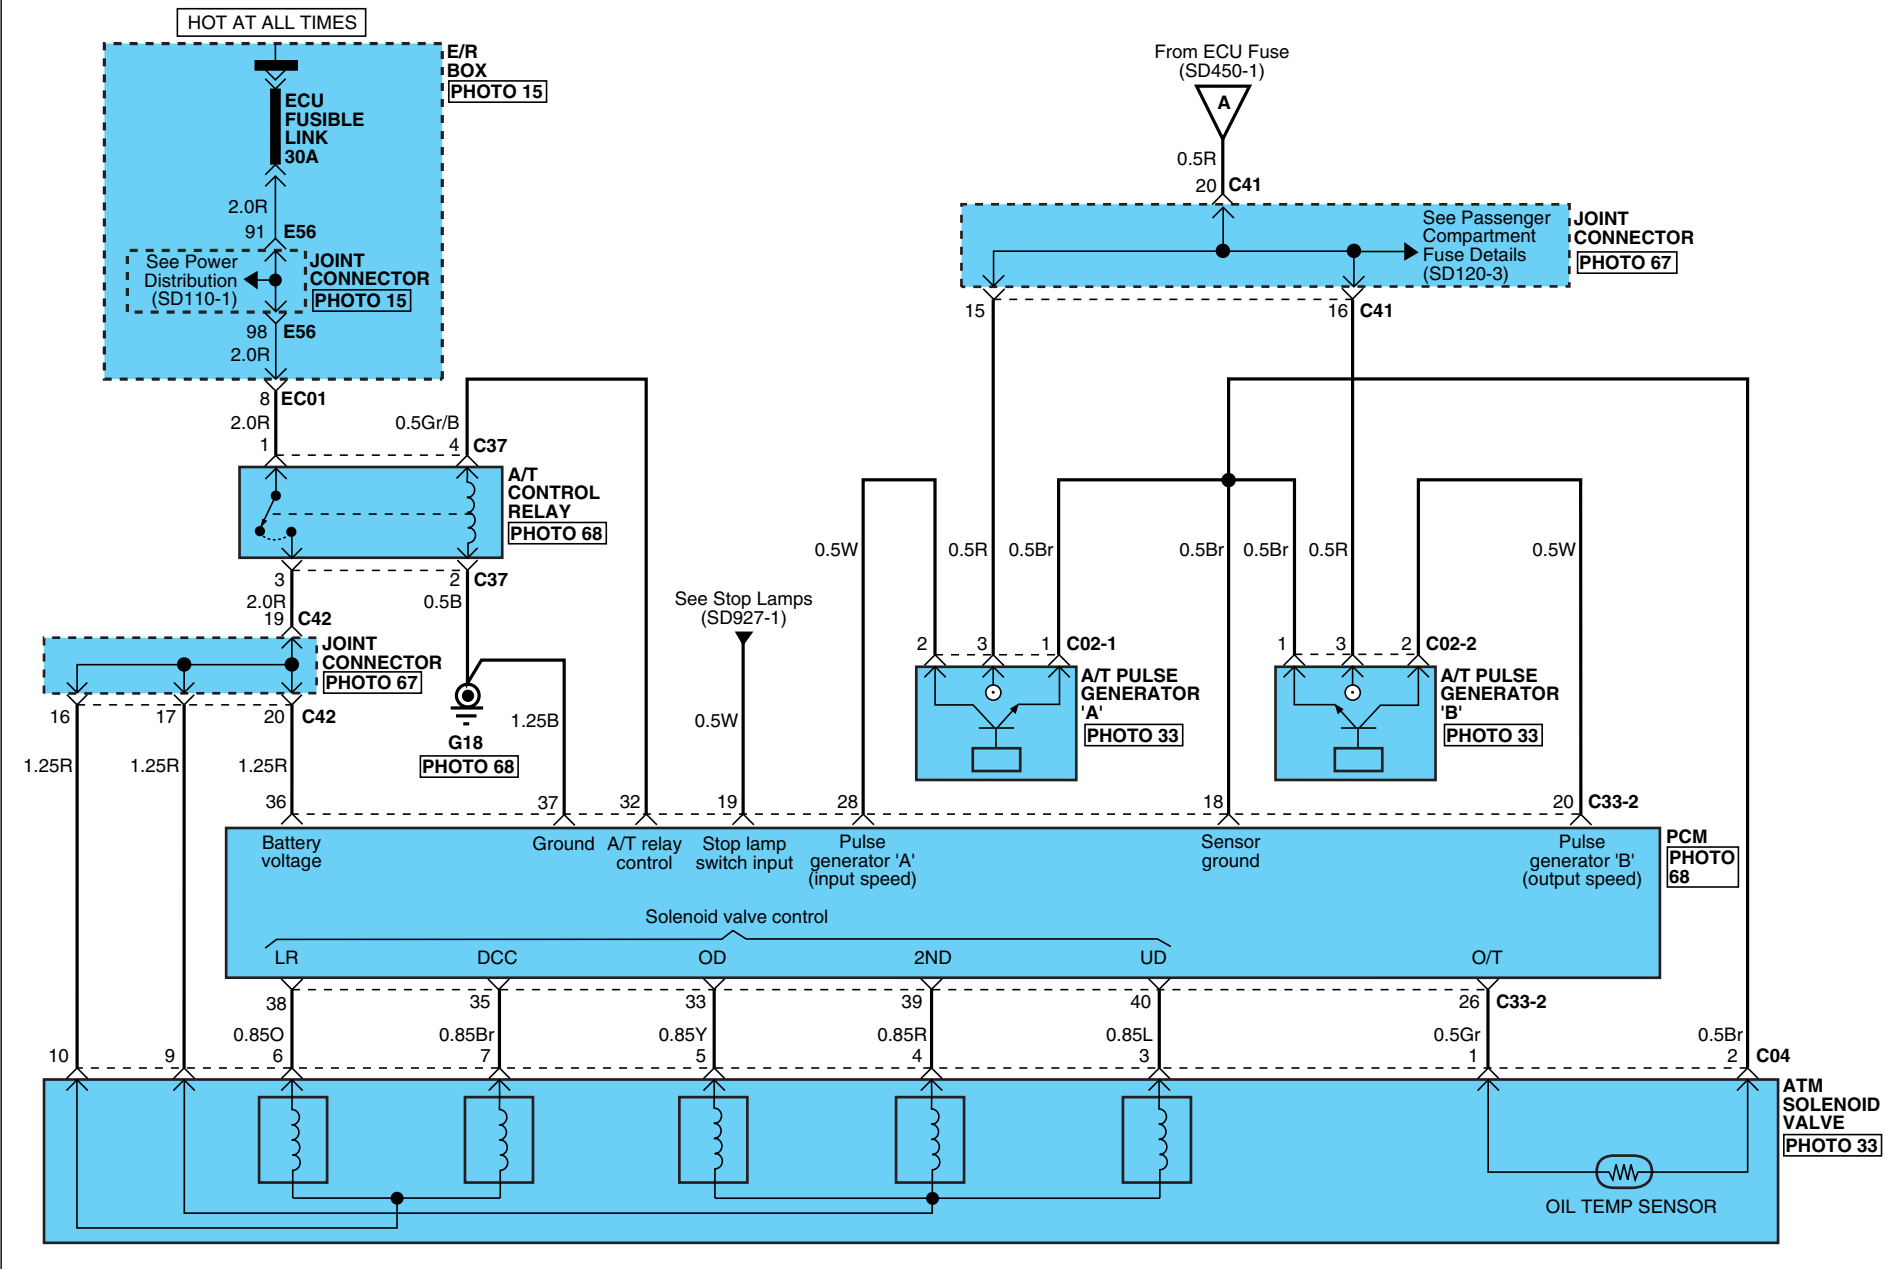 HOT AT ALL TIMES
E/R
BOX
PHOTO 15
ECU
FUSIBLE
LINK
30A
2.0R
91
E56
See Power
Distribution
(SD110-1)
JOINT
CONNECTOR
PHOTO 15
98
E56
2.0R
8
EC01
2.0R
0.5Gr/B
1
4
C37
A/T
CONTROL
RELAY
PHOTO 68
3
2
C37
2.0R
0.5B
19
C42
JOINT
CONNECTOR
PHOTO 67
16
17
20
C42
G18
PHOTO 68
1.25B
1.25R
1.25R
1.25R
See Stop Lamps
(SD927-1)
0.5W
From ECU Fuse
(SD450-1)
A
0.5R
20
C41
See Passenger
Compartment
Fuse Details
(SD120-3)
JOINT
CONNECTOR
PHOTO 67
15
16
C41
0.5W
0.5R
0.5Br
0.5Br
0.5Br
0.5R
0.5W
2
3
1
C02-1
A/T PULSE
GENERATOR
'A'
PHOTO 33
1
3
2
C02-2
A/T PULSE
GENERATOR
'B'
PHOTO 33
36
37
32
19
28
18
20
C33-2
Battery
voltage
Ground
A/T relay
control
Stop lamp
switch input
Pulse
generator 'A'
(input speed)
Sensor
ground
Pulse
generator 'B'
(output speed)
PCM
PHOTO
68
Solenoid valve control
LR
DCC
OD
2ND
UD
O/T
38
35
33
39
40
26
C33-2
0.85O
0.85Br
0.85Y
0.85R
0.85L
0.5Gr
0.5Br
10
9
6
7
5
4
3
1
2
C04
ATM
SOLENOID
VALVE
PHOTO 33
OIL TEMP SENSOR